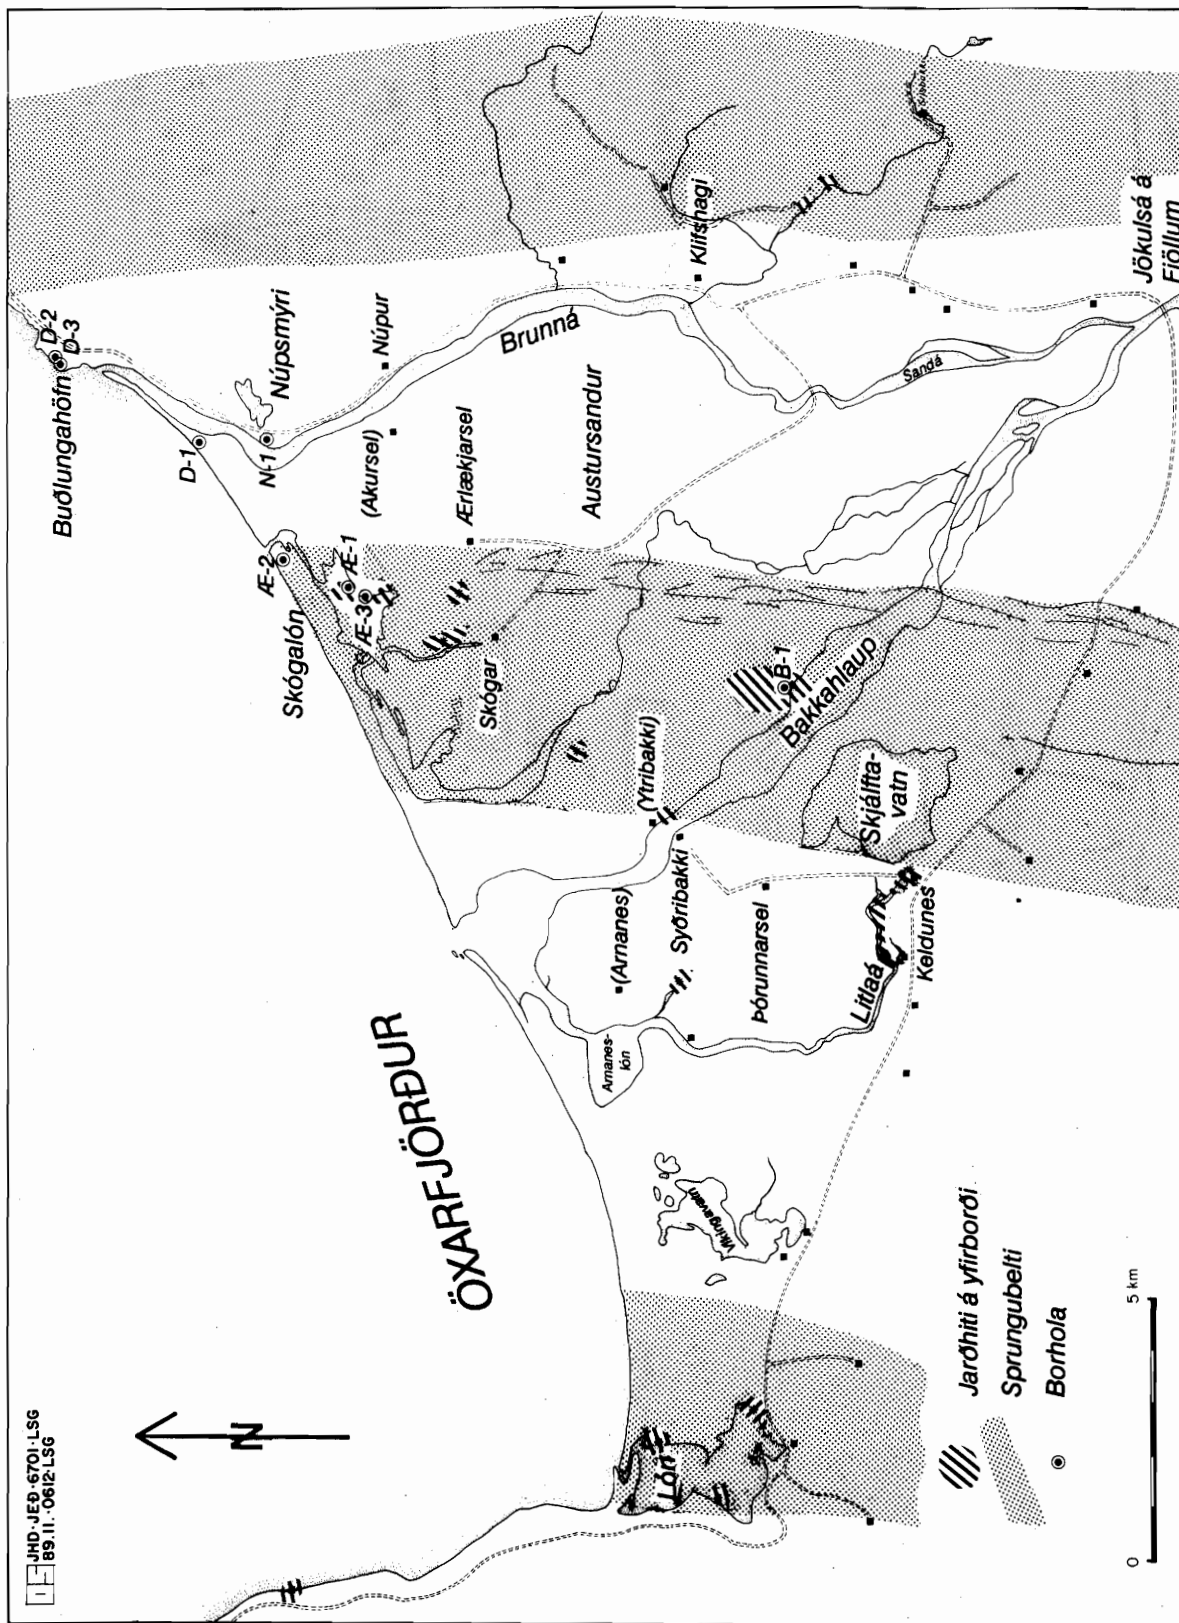 JHD·JEÐ·6701·LSG
89.11.·0612·LSG
N
ÖXARFJÖRÐUR
Buðlungahöfn
D-2
D-3
D-1
N-1
Núpsmýri
Núpur
(Akursel)
Æ-2
Æ-1
Æ-3
Skógalón
Ærlækjarsel
Skógar
Austursandur
Brunná
Klifshagi
Sandá
Jökulsá á
Fjöllum
(Ytribakki)
B-1
Bakkahlaup
Syðribakki
(Arnanes)
Arnanes-
lón
Þórunnarsel
Skjálfta-
vatn
Litlaá
Keldunes
Víkingavatn
Lón
Jarðhiti á yfirborði
Sprungubelti
Borhola
0
5 km